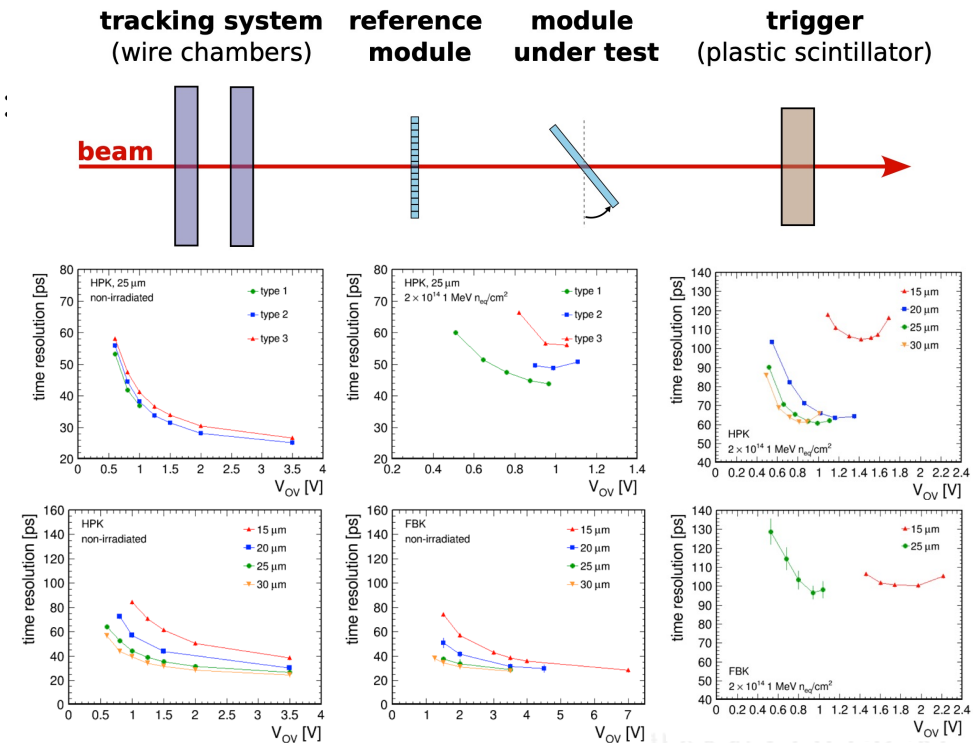 tracking system
(wire chambers)
reference
module
module
under test
trigger
(plastic scintillator)
:
beam
time resolution [ps]
80
70
60
50
40
30
20
HPK, 25 μm
non-irradiated
type 1
type 2
type 3
0 0.5 1 1.5 2 2.5 3 3.5 4
V_OV [V]
time resolution [ps]
80
70
60
50
40
30
20
HPK, 25 μm
2 × 10¹⁴ 1 MeV n_eq/cm²
type 1
type 2
type 3
0.2 0.4 0.6 0.8 1 1.2 1.4
V_OV [V]
time resolution [ps]
140
130
120
110
100
90
80
70
60
50
40
15 μm
20 μm
25 μm
30 μm
HPK
2 × 10¹⁴ 1 MeV n_eq/cm²
0 0.2 0.4 0.6 0.8 1 1.2 1.4 1.6 1.8 2 2.2 2.4
V_OV [V]
time resolution [ps]
160
140
120
100
80
60
40
20
0
HPK
non-irradiated
15 μm
20 μm
25 μm
30 μm
0 0.5 1 1.5 2 2.5 3 3.5 4
V_OV [V]
time resolution [ps]
160
140
120
100
80
60
40
20
0
FBK
non-irradiated
15 μm
20 μm
25 μm
30 μm
0 1 2 3 4 5 6 7
V_OV [V]
time resolution [ps]
140
130
120
110
100
90
80
70
60
50
40
15 μm
25 μm
FBK
2 × 10¹⁴ 1 MeV n_eq/cm²
0 0.2 0.4 0.6 0.8 1 1.2 1.4 1.6 1.8 2 2.2 2.4
V_OV [V]